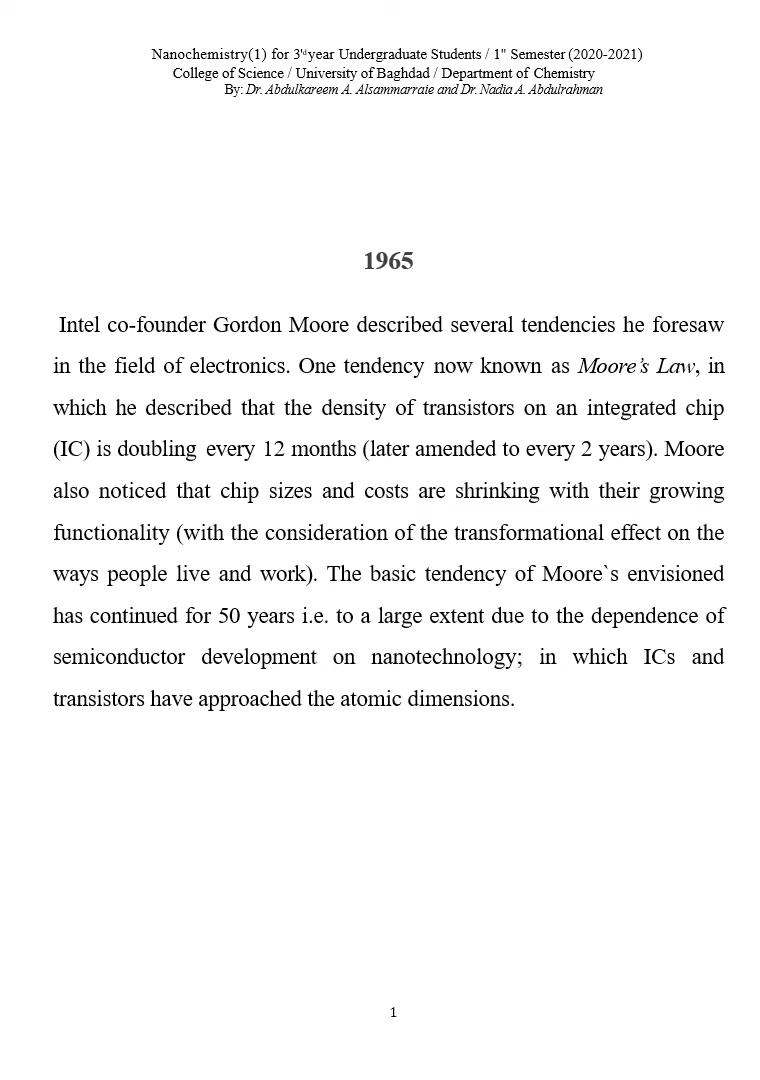 Nanochemistry(1) for 3'ᵈ year Undergraduate Students / 1" Semester (2020-2021)
College of Science / University of Baghdad / Department of Chemistry
By: Dr. Abdulkareem A. Alsammarraie and Dr. Nadia A. Abdulrahman
1965
Intel co-founder Gordon Moore described several tendencies he foresaw
in the field of electronics. One tendency now known as Moore’s Law, in
which he described that the density of transistors on an integrated chip
(IC) is doubling every 12 months (later amended to every 2 years). Moore
also noticed that chip sizes and costs are shrinking with their growing
functionality (with the consideration of the transformational effect on the
ways people live and work). The basic tendency of Moore`s envisioned
has continued for 50 years i.e. to a large extent due to the dependence of
semiconductor development on nanotechnology; in which ICs and
transistors have approached the atomic dimensions.
1